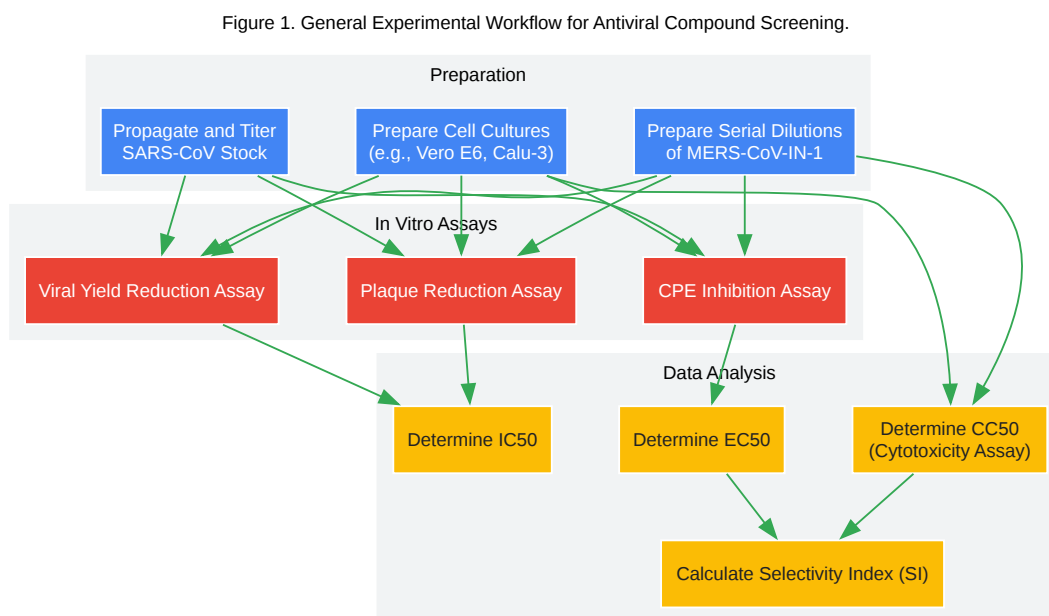 Figure 1. General Experimental Workflow for Antiviral Compound Screening.
Preparation
Propagate and Titer
SARS-CoV Stock
Prepare Cell Cultures
(e.g., Vero E6, Calu-3)
Prepare Serial Dilutions
of MERS-CoV-IN-1
In Vitro Assays
Viral Yield Reduction Assay
Plaque Reduction Assay
CPE Inhibition Assay
Data Analysis
Determine IC50
Determine EC50
Determine CC50
(Cytotoxicity Assay)
Calculate Selectivity Index (SI)